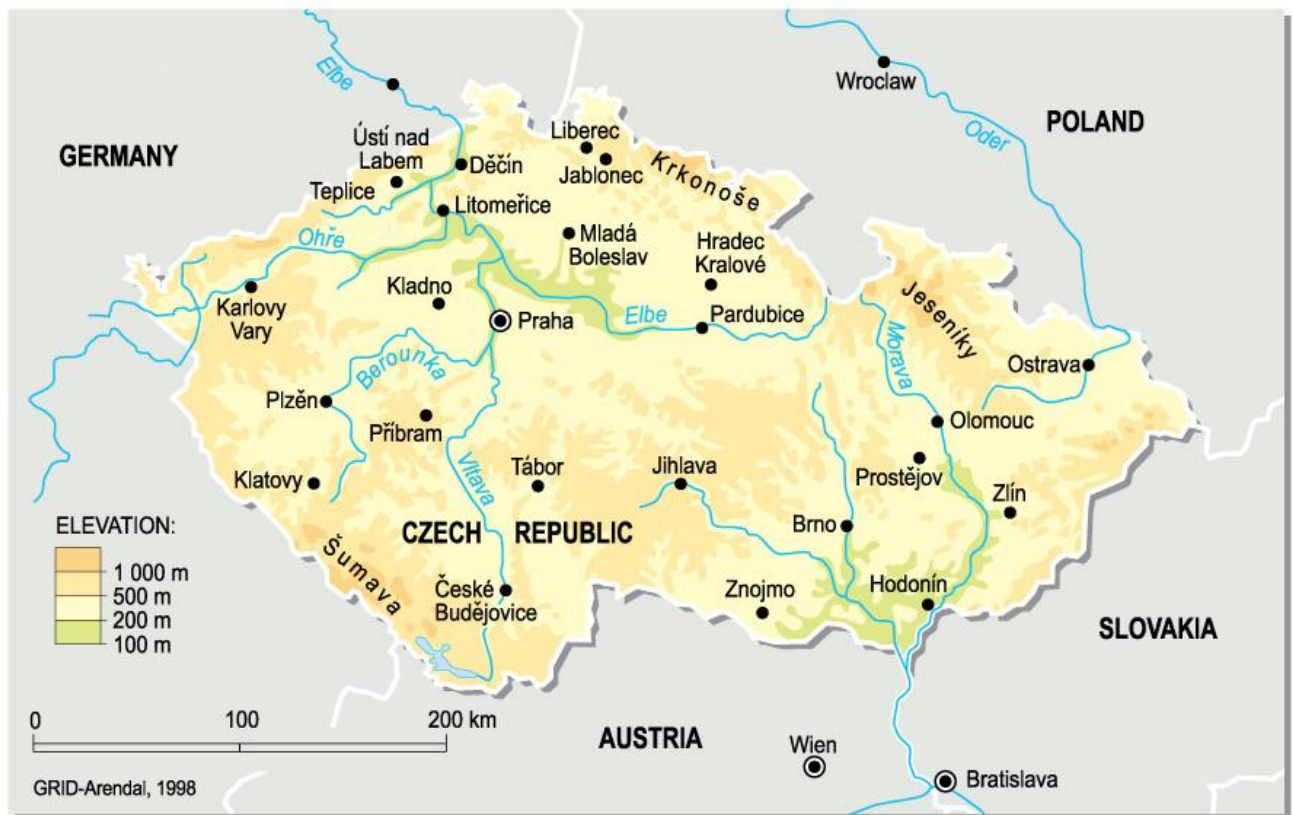 Elbe
Wroclaw
POLAND
Oder
GERMANY
Ústí nad
Labem
Teplice
Děčín
Liberec
Jablonec
Krkonoše
Litomeřice
Ohře
Mladá
Boleslav
Hradec
Kralové
Karlovy
Vary
Kladno
Praha
Elbe
Pardubice
Jeseníky
Morava
Ostrava
Berounka
Plzěn
Příbram
Olomouc
Klatovy
Vltava
Tábor
Jihlava
Prostějov
Zlín
CZECH REPUBLIC
Brno
ELEVATION:
1 000 m
500 m
200 m
100 m
Šumava
České
Budějovice
Znojmo
Hodonín
SLOVAKIA
0 100 200 km
AUSTRIA
Wien
Bratislava
GRID-Arendal, 1998